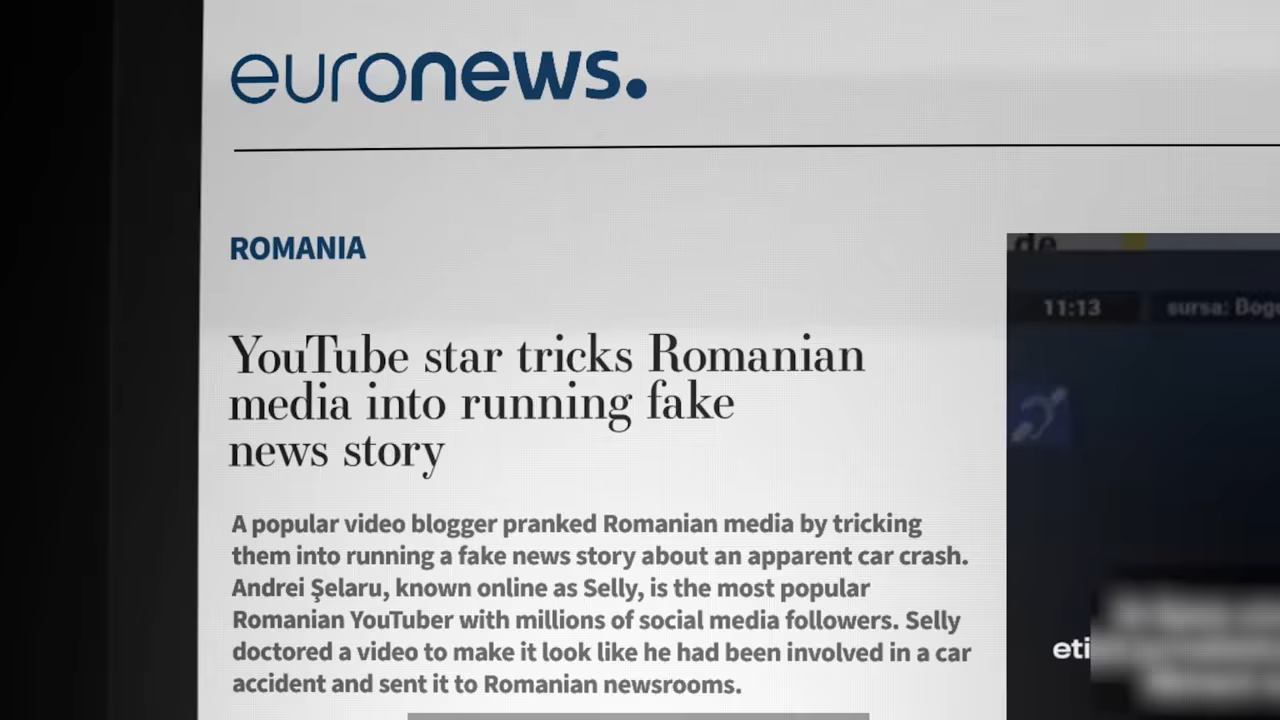 euronews.
ROMANIA
de
11:13
sursa:
YouTube star tricks Romanian
media into running fake
news story
A popular video blogger pranked Romanian media by tricking
them into running a fake news story about an apparent car crash.
Andrei Şelaru, known online as Selly, is the most popular
Romanian YouTuber with millions of social media followers. Selly
doctored a video to make it look like he had been involved in a car
accident and sent it to Romanian newsrooms.